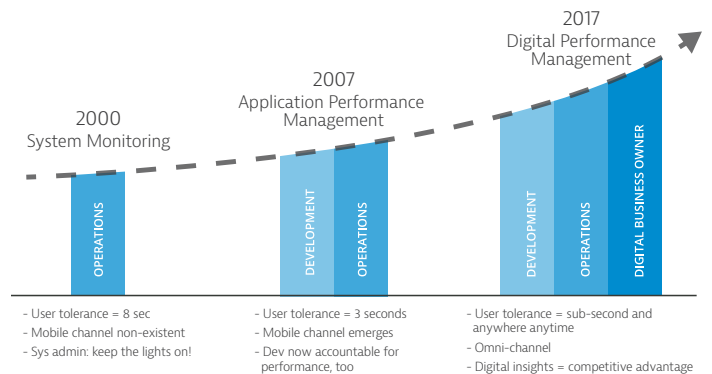 2000
System Monitoring
2007
Application Performance
Management
2017
Digital Performance
Management
OPERATIONS
DEVELOPMENT
OPERATIONS
DEVELOPMENT
OPERATIONS
DIGITAL BUSINESS OWNER
- User tolerance = 8 sec
- Mobile channel non-existent
- Sys admin: keep the lights on!
- User tolerance = 3 seconds
- Mobile channel emerges
- Dev now accountable for
performance, too
- User tolerance = sub-second and
anywhere anytime
- Omni-channel
- Digital insights = competitive advantage